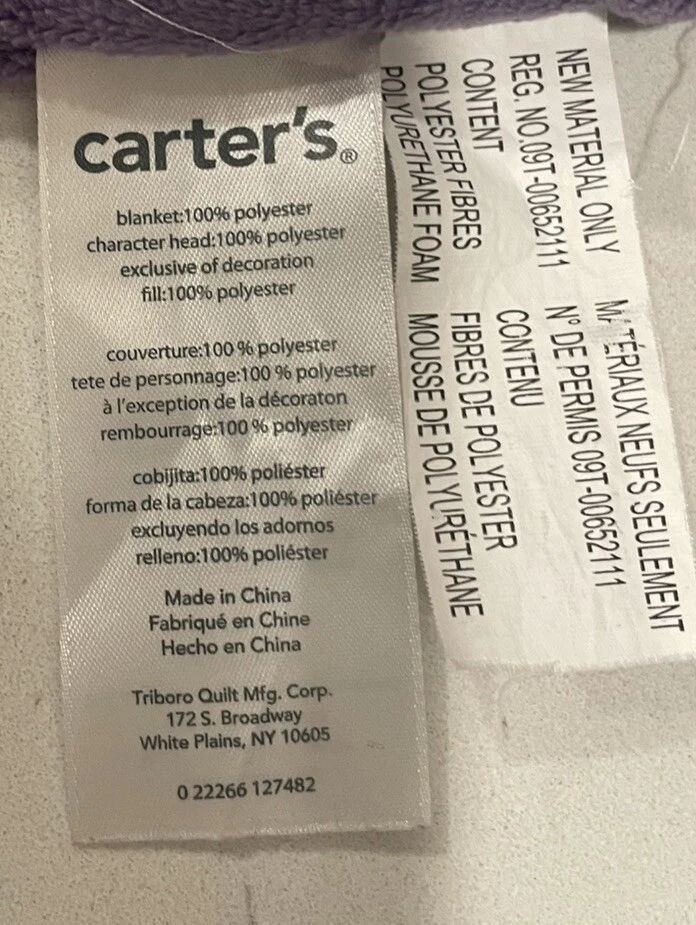 carter's®
blanket:100% polyester
character head:100% polyester
exclusive of decoration
fill:100% polyester
couverture:100 % polyester
tete de personnage:100 % polyester
à l'exception de la décoraton
rembourrage:100 % polyester
cobijita:100% poliéster
forma de la cabeza:100% poliéster
excluyendo los adornos
relleno:100% poliéster
Made in China
Fabriqué en Chine
Hecho en China
Triboro Quilt Mfg. Corp.
172 S. Broadway
White Plains, NY 10605
0 22266 127482
NEW MATERIAL ONLY
REG. NO.09T-00652111
CONTENT
POLYESTER FIBRES
POLYURETHANE FOAM
MATÉRIAUX NEUFS SEULEMENT
N° DE PERMIS 09T-00652111
CONTENU
FIBRES DE POLYESTER
MOUSSE DE POLYURÉTHANE